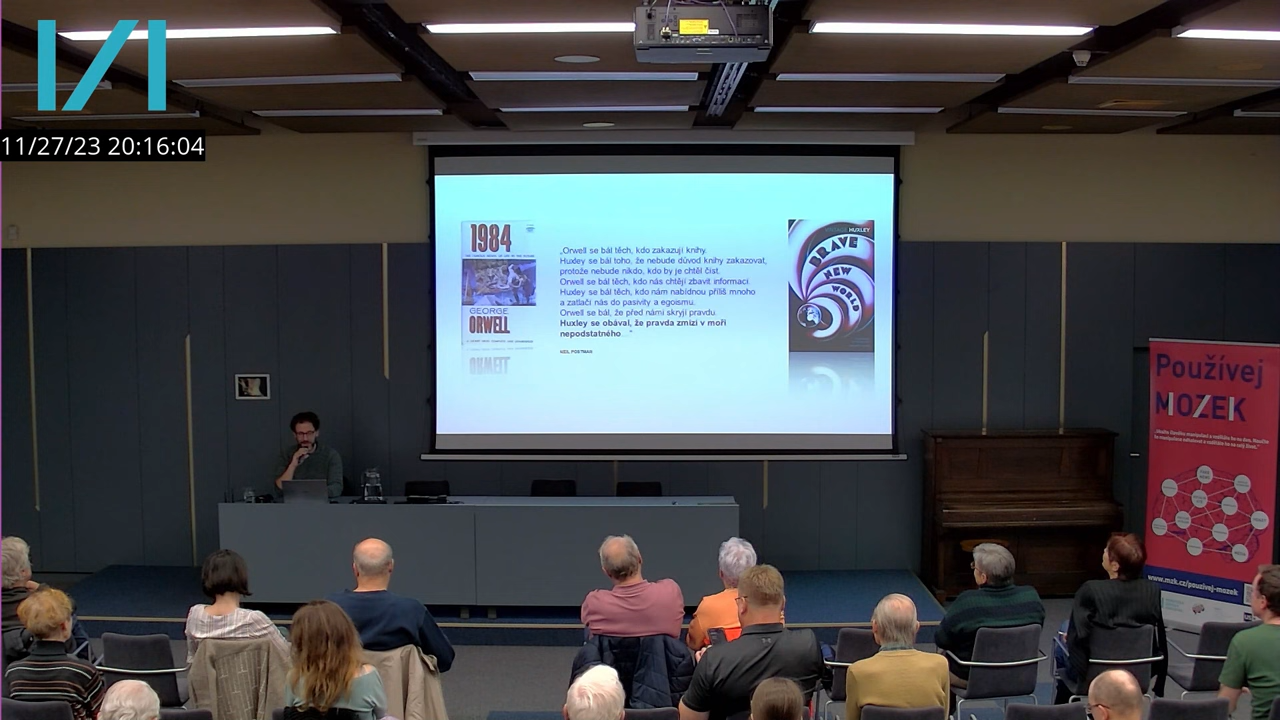 11/27/23 20:16:04
1984
GEORGE
ORWELL
„Orwell se bál těch, kdo zakazují knihy.
Huxley se bál toho, že nebude důvod knihy zakazovat,
protože nebude nikdo, kdo by je chtěl číst.
Orwell se bál těch, kdo nás chtějí zbavit informací.
Huxley se bál těch, kdo nám nabídnou příliš mnoho
a zatlačí nás do pasivity a egoismu.
Orwell se bál, že před námi skryjí pravdu.
Huxley se obával, že pravda zmizí v moři
nepodstatného…“
NEIL POSTMAN
HUXLEY
BRAVE
NEW
WORLD
Používej
MOZEK
www.mzk.cz/pouzivej-mozek